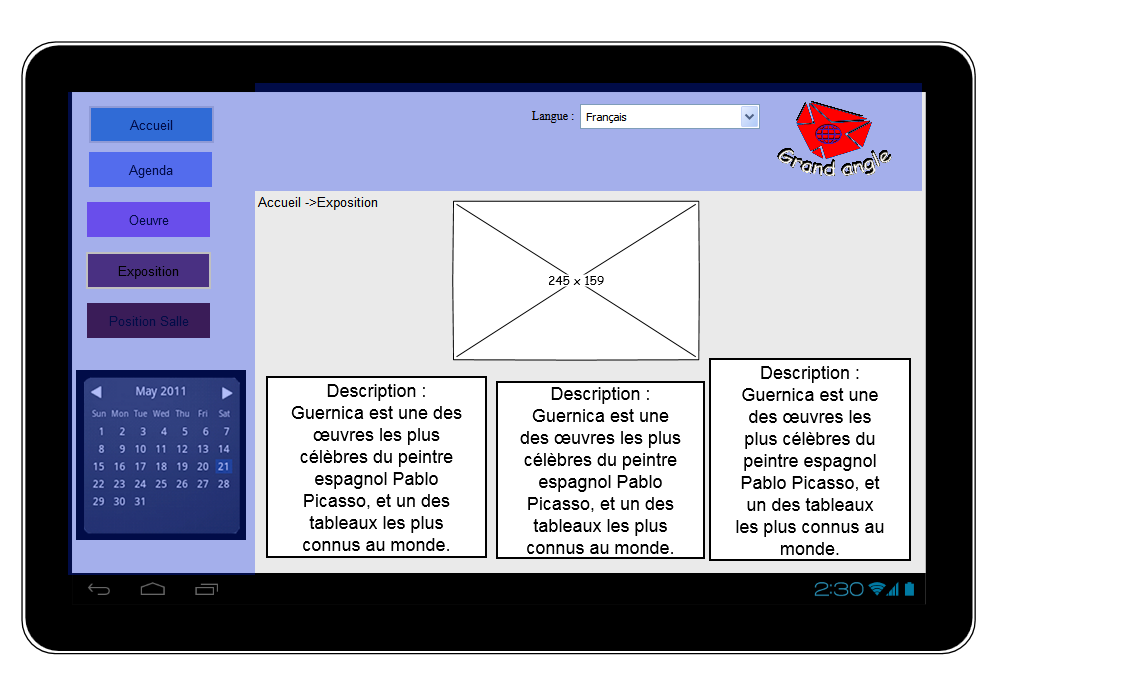 Langue :
Français
Grand angle
Accueil
Agenda
Oeuvre
Exposition
Position Salle
Accueil ->Exposition
245 x 159
May 2011
Sun Mon Tue Wed Thu Fri Sat
1 2 3 4 5 6 7
8 9 10 11 12 13 14
15 16 17 18 19 20 21
22 23 24 25 26 27 28
29 30 31
Description :
Guernica est une des
œuvres les plus
célèbres du peintre
espagnol Pablo
Picasso, et un des
tableaux les plus
connus au monde.
Description :
Guernica est une
des œuvres les plus
célèbres du peintre
espagnol Pablo
Picasso, et un des
tableaux les plus
connus au monde.
Description :
Guernica est une
des œuvres les
plus célèbres du
peintre espagnol
Pablo Picasso, et
un des tableaux
les plus connus au
monde.
2:30